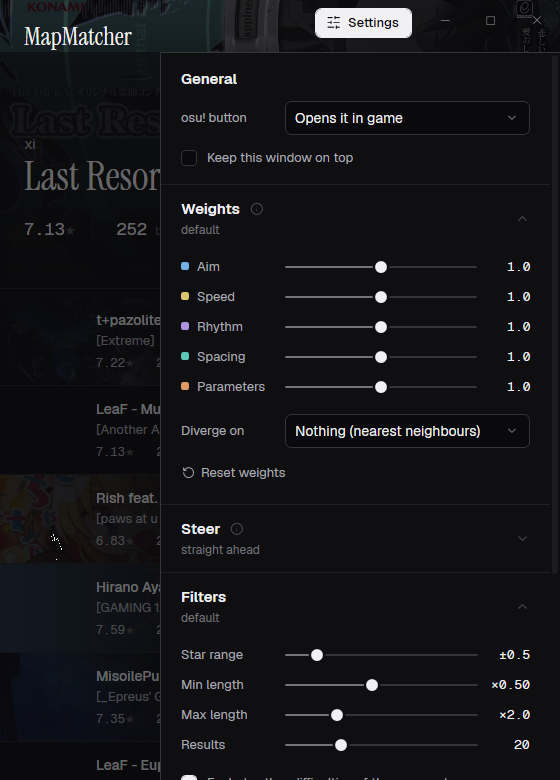 KONAMI
MapMatcher
Settings
xi
Last Resor
7.13★
252
General
osu! button
Opens it in game
Keep this window on top
Weights
default
Aim
1.0
Speed
1.0
Rhythm
1.0
Spacing
1.0
Parameters
1.0
Diverge on
Nothing (nearest neighbours)
Reset weights
Steer
straight ahead
Filters
default
Star range
±0.5
Min length
×0.50
Max length
×2.0
Results
20
t+pazolite
[Extreme]
7.22★
LeaF - Mu
[Another A
7.13★
Rish feat.
[paws at u
6.83★
Hirano Aya
[GAMING 1
7.59★
MisoilePu
[_Epreus' G
7.35★
LeaF - Eup